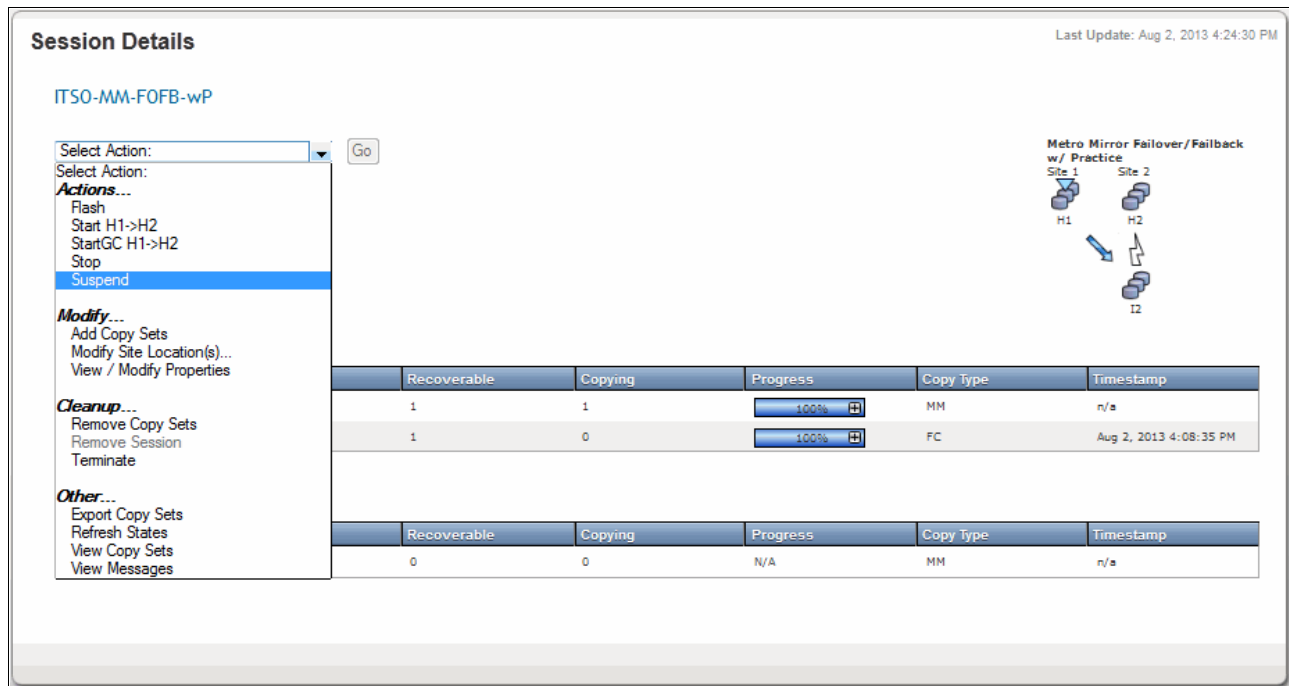 Session Details
Last Update: Aug 2, 2013 4:24:30 PM
ITSO-MM-FOFB-wP
Select Action:
Go
Select Action:
Actions...
Flash
Start H1->H2
StartGC H1->H2
Stop
Suspend
Modify...
Add Copy Sets
Modify Site Location(s)...
View / Modify Properties
Cleanup...
Remove Copy Sets
Remove Session
Terminate
Other...
Export Copy Sets
Refresh States
View Copy Sets
View Messages
Metro Mirror Failover/Failback
w/ Practice
Site 1 Site 2
H1 H2
I2
Recoverable Copying Progress Copy Type Timestamp
1 1 100% MM n/a
1 0 100% FC Aug 2, 2013 4:08:35 PM
Recoverable Copying Progress Copy Type Timestamp
0 0 N/A MM n/a